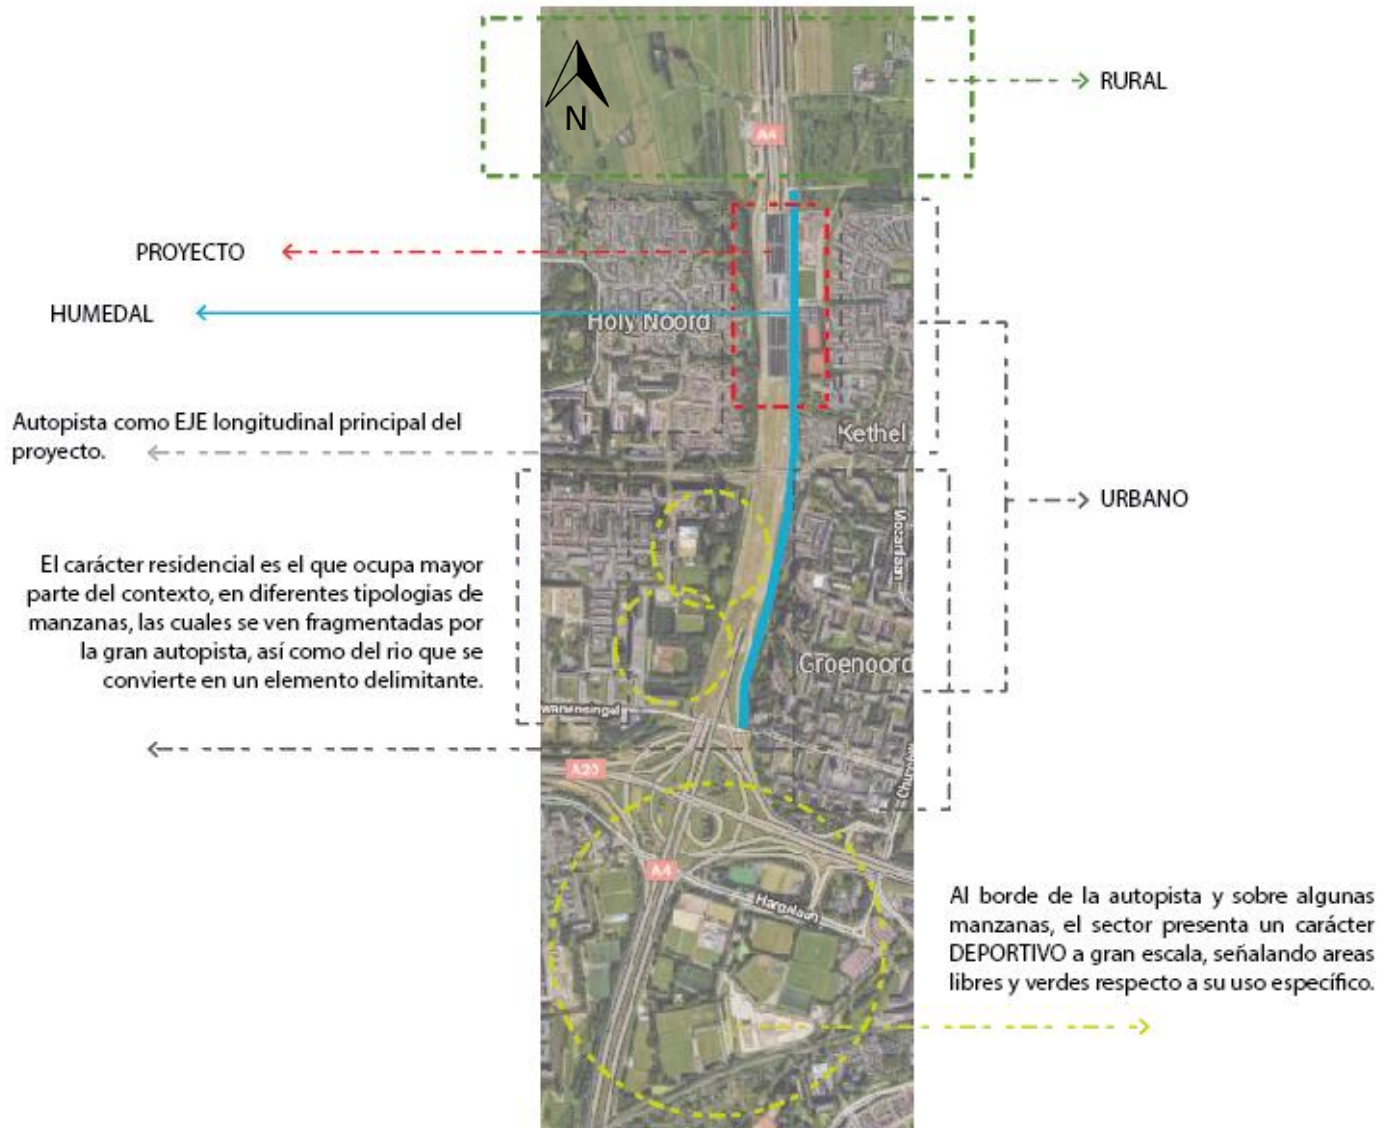 RURAL
N
A4
PROYECTO
HUMEDAL
Holy Noord
Autopista como EJE longitudinal principal del
proyecto.
Kethel
URBANO
Mozartlaan
El carácter residencial es el que ocupa mayor
parte del contexto, en diferentes tipologias de
manzanas, las cuales se ven fragmentadas por
la gran autopista, así como del rio que se
convierte en un elemento delimitante.
Groenoord
A20
A4
Hargalaan
Al borde de la autopista y sobre algunas
manzanas, el sector presenta un carácter
DEPORTIVO a gran escala, señalando areas
libres y verdes respecto a su uso específico.